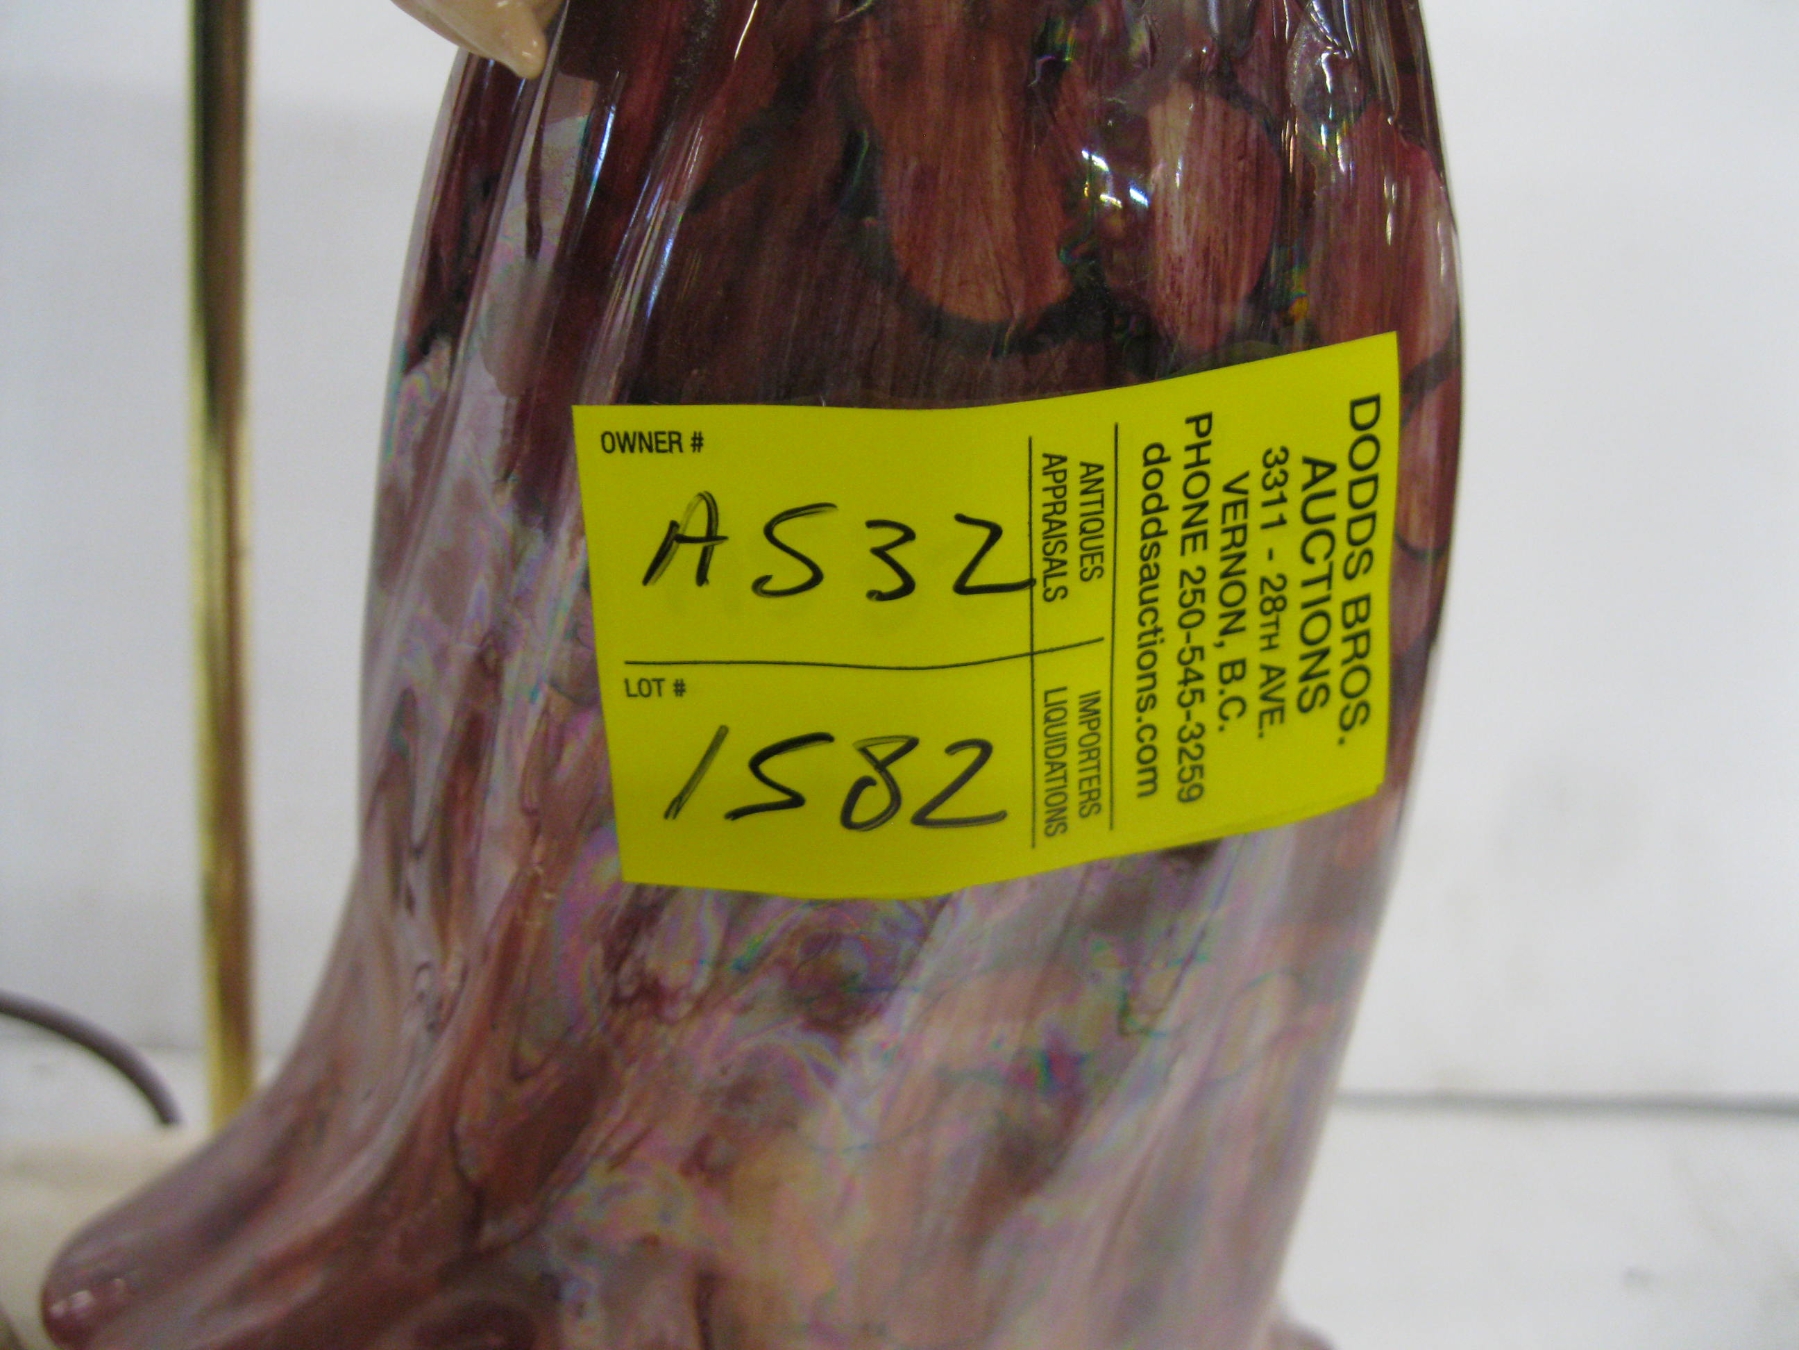 OWNER #
A532
LOT #
1582
ANTIQUES
APPRAISALS
IMPORTERS
LIQUIDATIONS
DODDS BROS.
AUCTIONS
3311 - 28TH AVE.
VERNON, B.C.
PHONE 250-545-3259
doddsauctions.com